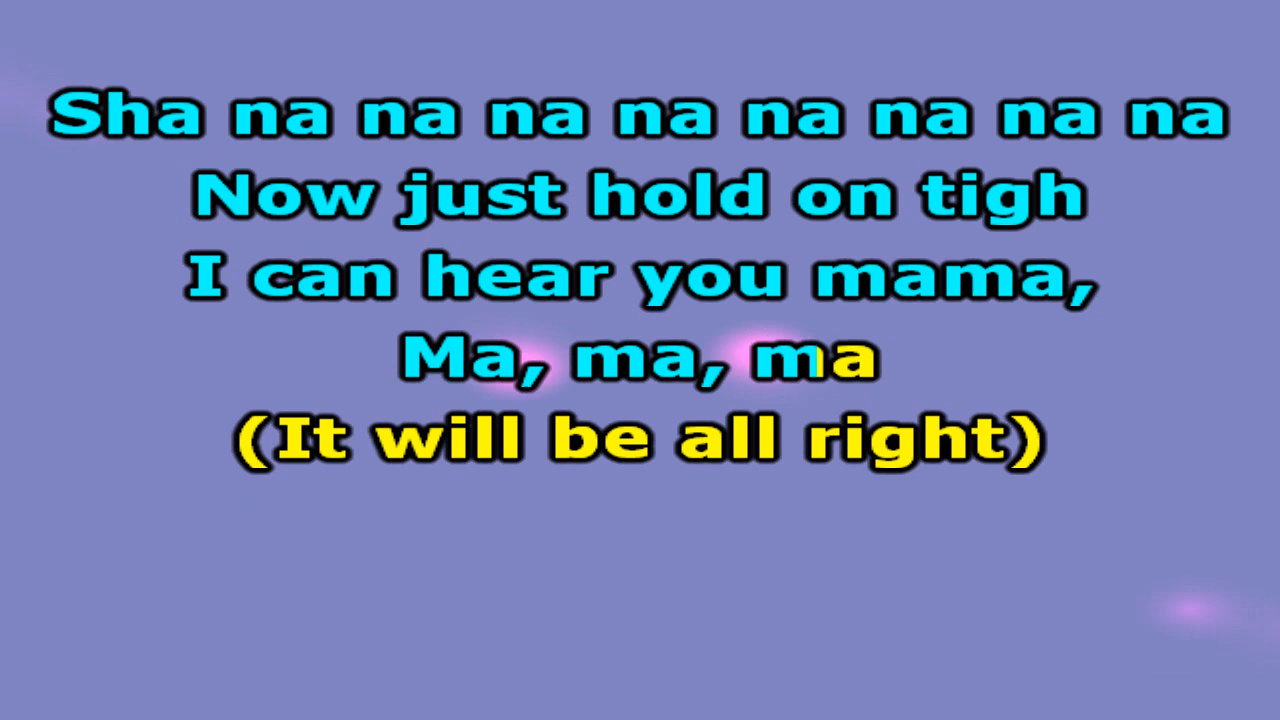 Sha na na na na na na na na
Now just hold on tigh
I can hear you mama,
Ma, ma, ma
(It will be all right)